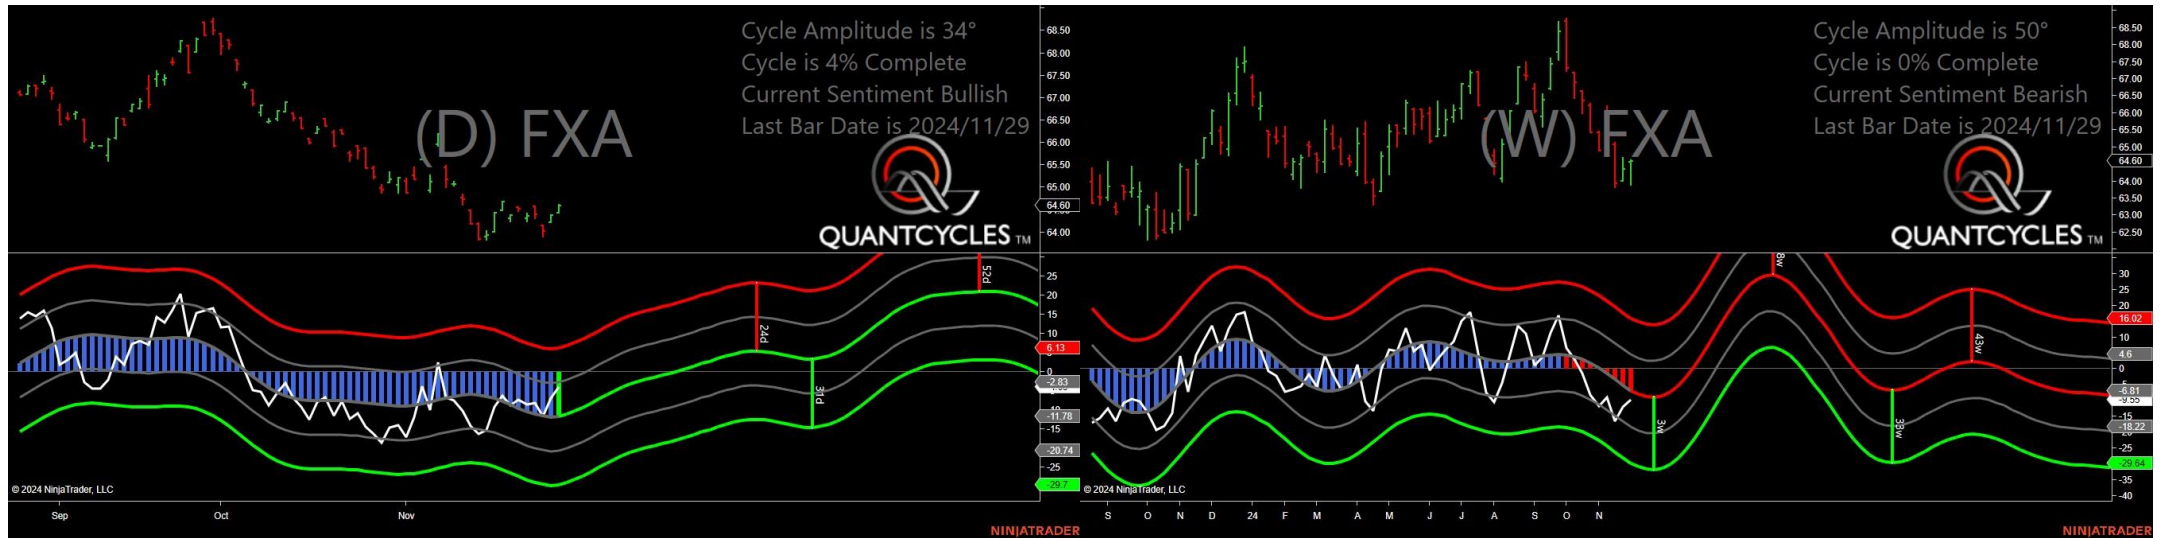 Cycle Amplitude is 34°
Cycle is 4% Complete
Current Sentiment Bullish
Last Bar Date is 2024/11/29
(D) FXA
QUANTCYCLES TM
68.50
68.00
67.50
67.00
66.50
66.00
65.50
65.00
64.60
64.00
52d
24d
31d
25
20
15
10
6.13
0
-2.83
-11.78
-15
-20.74
-25
-29.7
© 2024 NinjaTrader, LLC
Sep
Oct
Nov
NINJATRADER
Cycle Amplitude is 50°
Cycle is 0% Complete
Current Sentiment Bearish
Last Bar Date is 2024/11/29
(W) FXA
QUANTCYCLES TM
68.50
68.00
67.50
67.00
66.50
66.00
65.50
65.00
64.60
64.00
63.50
63.00
62.50
8w
43w
3w
30
25
20
16.02
10
4.6
0
-6.81
-9.55
-15
-18.22
-25
-29.64
-35
-40
© 2024 NinjaTrader, LLC
S O N D 24 F M A M J J A S O N
NINJATRADER